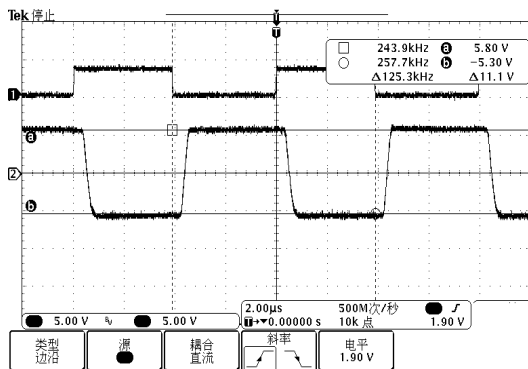 Tek 停止
T
T
243.9kHz a 5.80 V
257.7kHz b −5.30 V
Δ125.3kHz Δ11.1 V
1
a
2
b
5.00 V 5.00 V
2.00μs 500M次/秒
T→▼0.00000 s 10k 点 1.90 V
类型 源 耦合 斜率 电平
边沿 直流 1.90 V